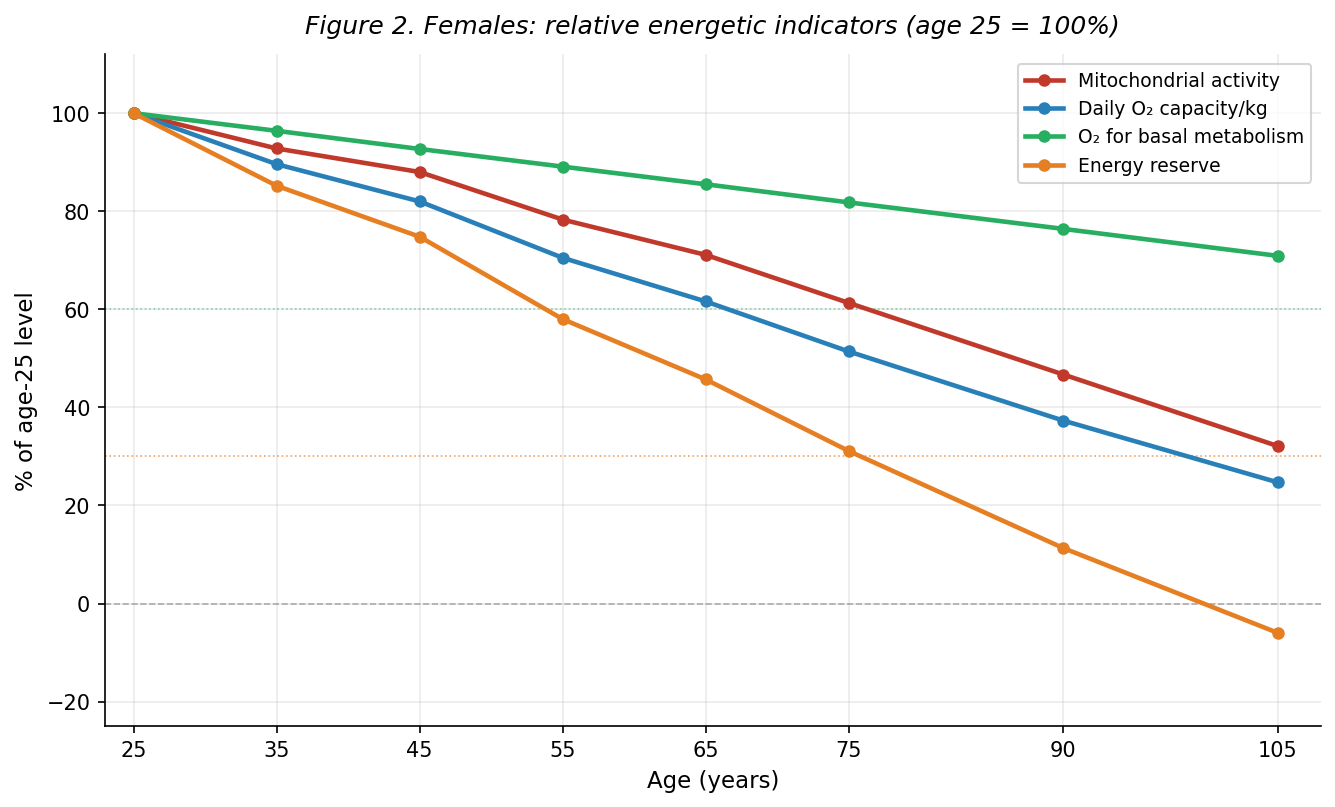 Figure 2. Females: relative energetic indicators (age 25 = 100%)
Mitochondrial activity
Daily O₂ capacity/kg
O₂ for basal metabolism
Energy reserve
% of age-25 level
100
80
60
40
20
0
−20
25 35 45 55 65 75 90 105
Age (years)